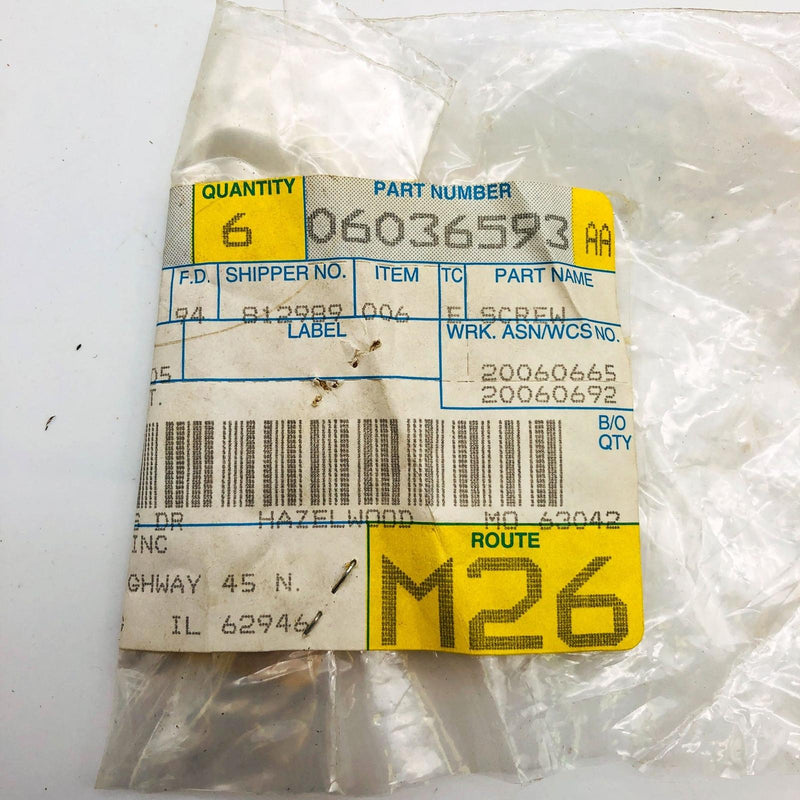 QUANTITY PART NUMBER
6 06036593 AA
F.D. SHIPPER NO. ITEM TC PART NAME
94 812989 006 E SCREW
LABEL WRK. ASN/WCS NO.
05 20060665
T. 20060692
B/O
QTY
G DR HAZELWOOD MO 63042
INC ROUTE
GHWAY 45 N. M26
IL 62946